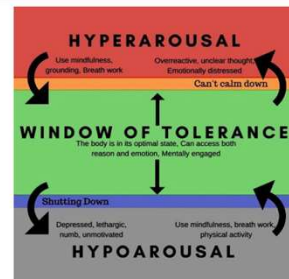 HYPERAROUSAL
Use mindfulness,
grounding, Breath work
Overreactive, unclear thought,
Emotionally distressed
Can't calm down
WINDOW OF TOLERANCE
The body is in its optimal state, Can access both
reason and emotion, Mentally engaged
Shutting Down
Depressed, lethargic,
numb, unmotivated
Use mindfulness, breath work,
physical activity
HYPOAROUSAL